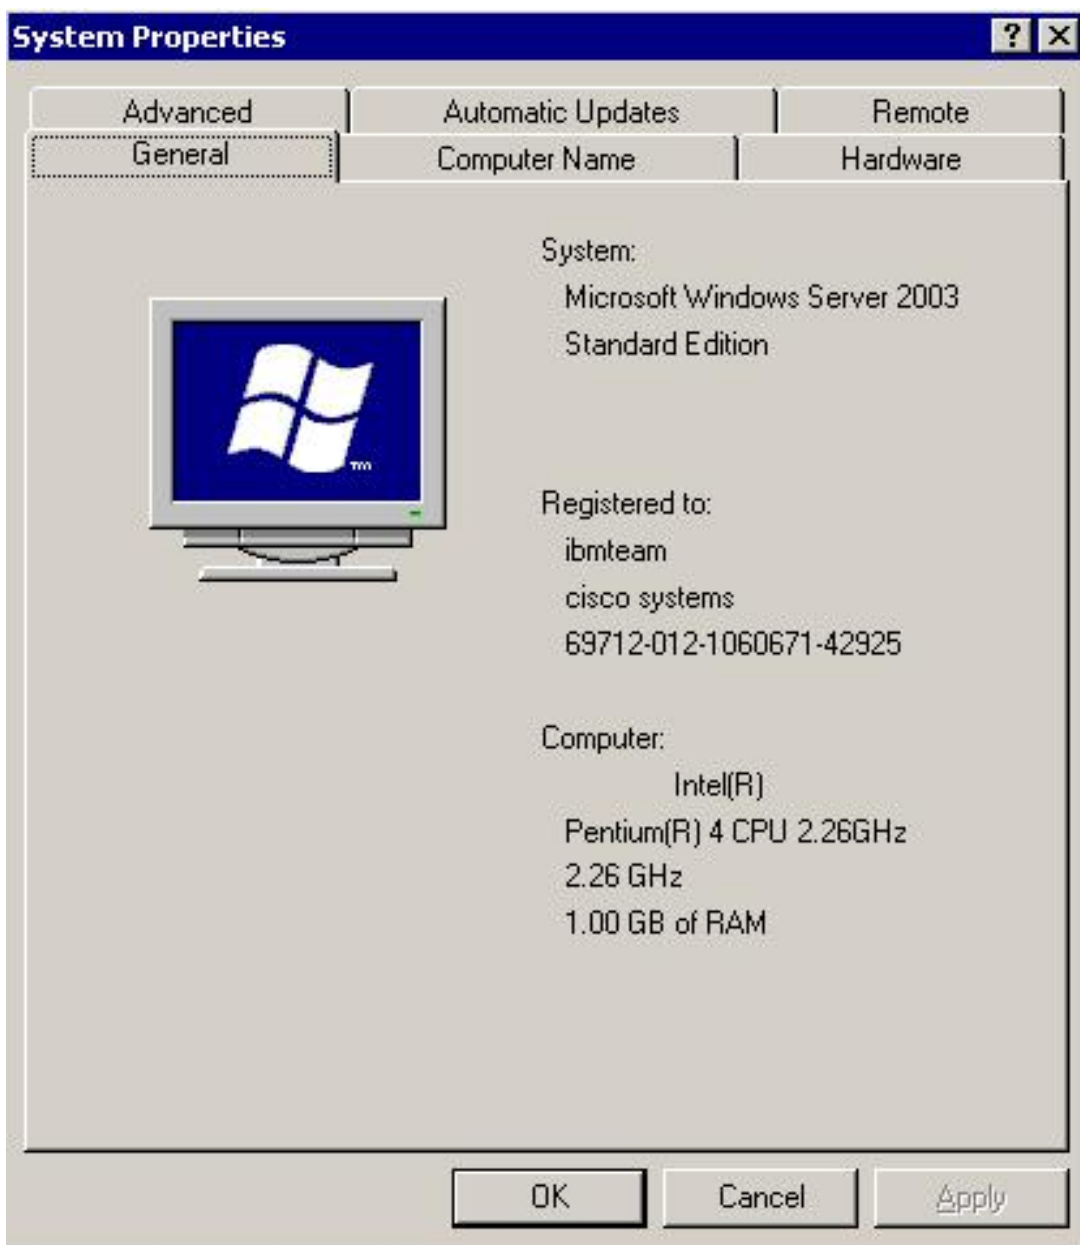 System Properties
Advanced
Automatic Updates
Remote
General
Computer Name
Hardware
System:
Microsoft Windows Server 2003
Standard Edition
TM
Registered to:
ibmteam
cisco systems
69712-012-1060671-42925
Computer:
Intel(R)
Pentium(R) 4 CPU 2.26GHz
2.26 GHz
1.00 GB of RAM
OK
Cancel
Apply